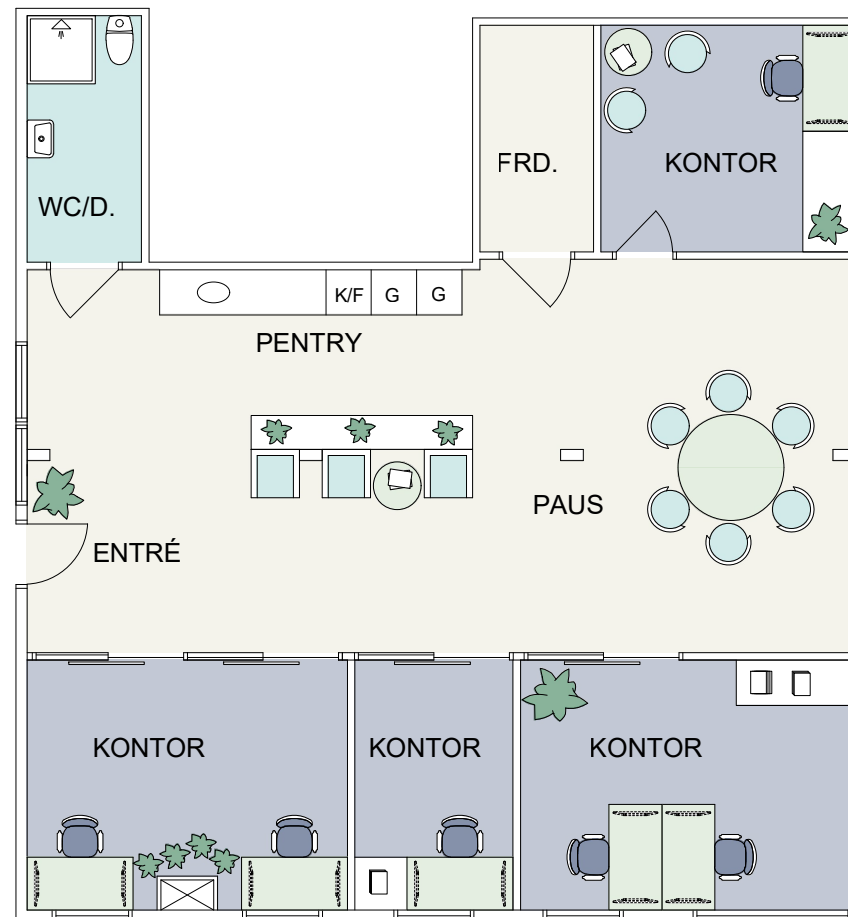 FRD.
KONTOR
WC/D.
K/F
G
G
PENTRY
PAUS
ENTRÉ
KONTOR
KONTOR
KONTOR